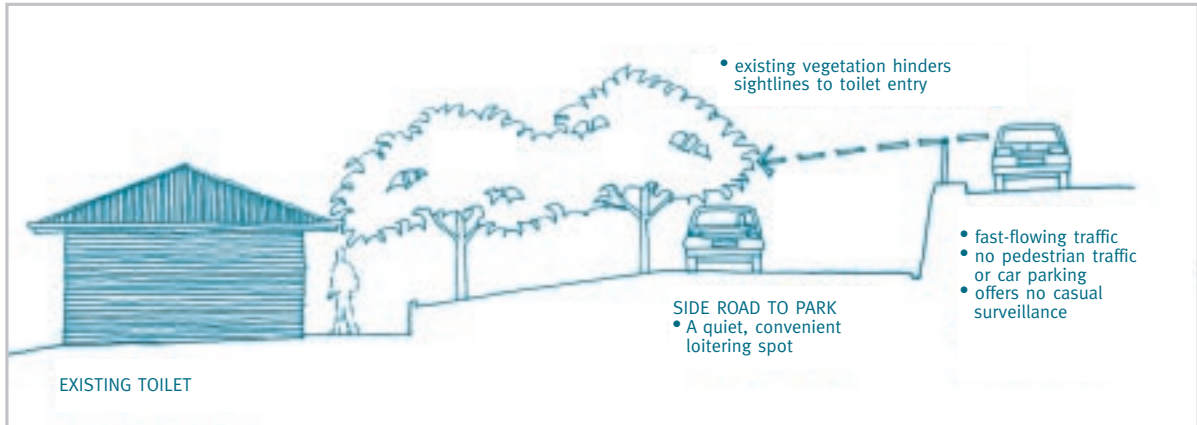 • existing vegetation hinders
sightlines to toilet entry
• fast-flowing traffic
• no pedestrian traffic
or car parking
• offers no casual
surveillance
SIDE ROAD TO PARK
• A quiet, convenient
loitering spot
EXISTING TOILET